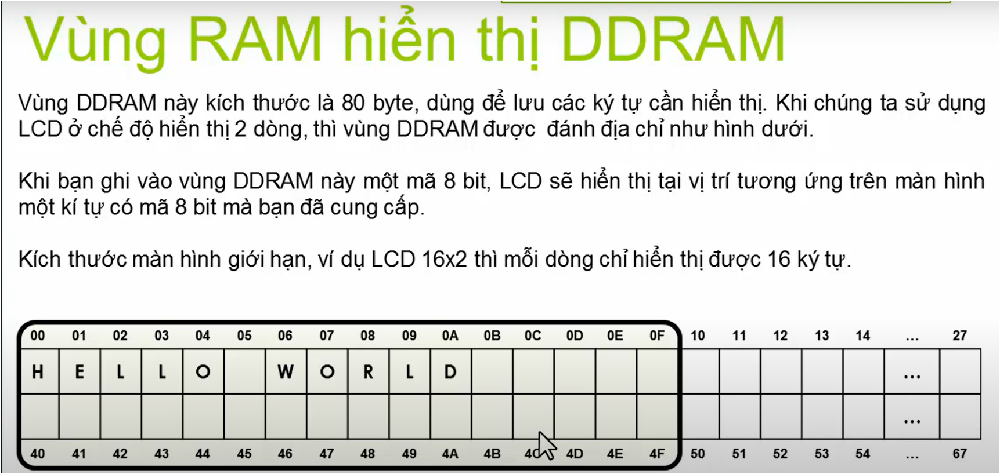 Vùng RAM hiển thị DDRAM
Vùng DDRAM này kích thước là 80 byte, dùng để lưu các ký tự cần hiển thị. Khi chúng ta sử dụng
LCD ở chế độ hiển thị 2 dòng, thì vùng DDRAM được đánh địa chỉ như hình dưới.
Khi bạn ghi vào vùng DDRAM này một mã 8 bit, LCD sẽ hiển thị tại vị trí tương ứng trên màn hình
một kí tự có mã 8 bit mà bạn đã cung cấp.
Kích thước màn hình giới hạn, ví dụ LCD 16x2 thì mỗi dòng chỉ hiển thị được 16 ký tự.
00 01 02 03 04 05 06 07 08 09 0A 0B 0C 0D 0E 0F 10 11 12 13 14 ... 27
H E L L O W O R L D ...
...
40 41 42 43 44 45 46 47 48 49 4A 4B 4C 4D 4E 4F 50 51 52 53 54 ... 67